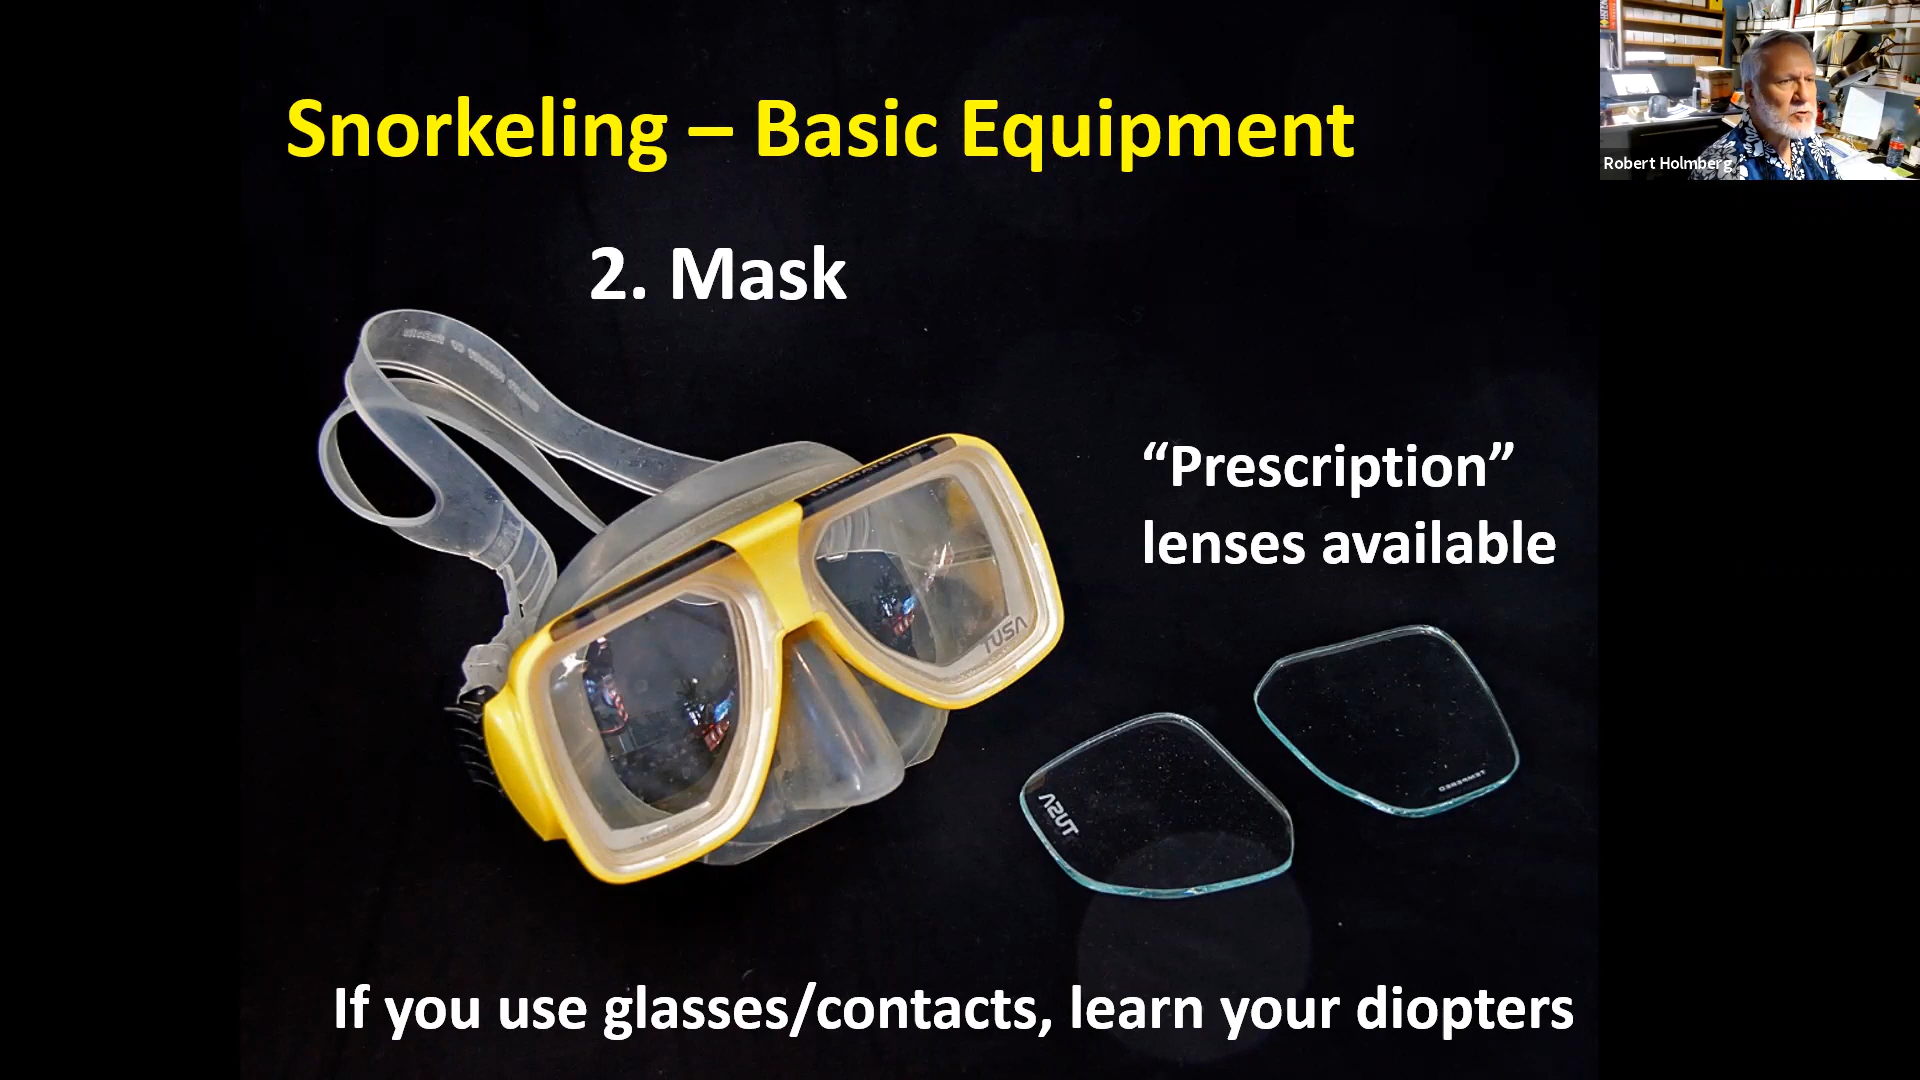 Snorkeling – Basic Equipment
Robert Holmberg
2. Mask
“Prescription”
lenses available
TUSA
TUSA
TEMPERED
If you use glasses/contacts, learn your diopters